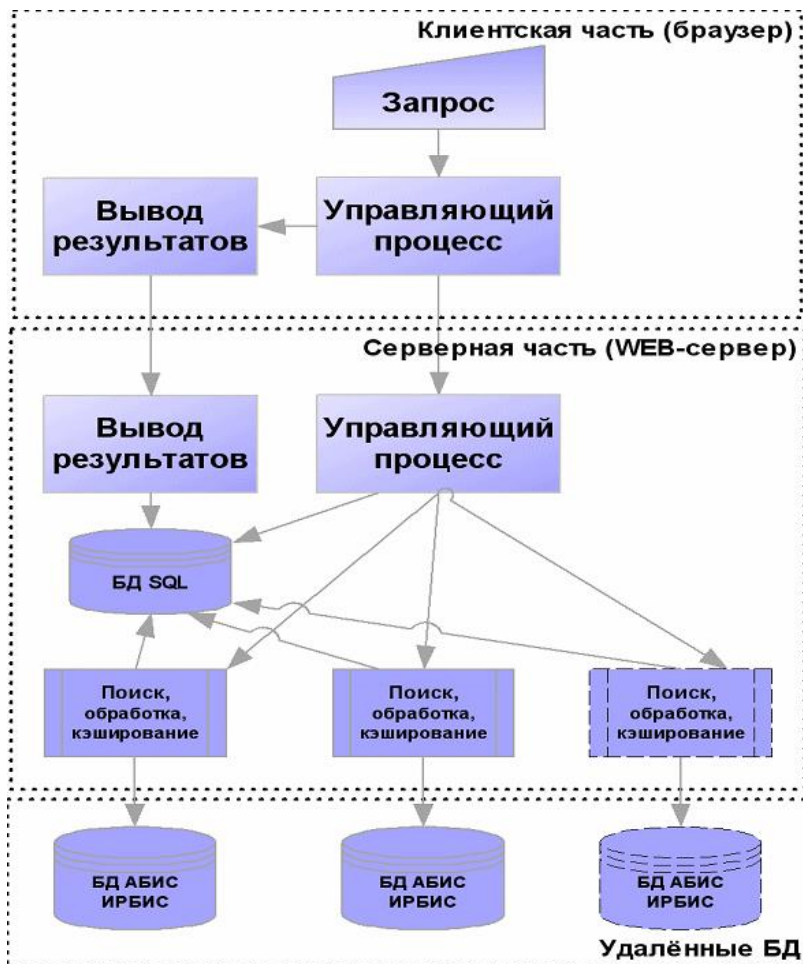 Клиентская часть (браузер)
Запрос
Вывод
результатов
Управляющий
процесс
Серверная часть (WEB-сервер)
Вывод
результатов
Управляющий
процесс
БД SQL
Поиск,
обработка,
кэширование
Поиск,
обработка,
кэширование
Поиск,
обработка,
кэширование
БД АБИС
ИРБИС
БД АБИС
ИРБИС
БД АБИС
ИРБИС
Удалённые БД